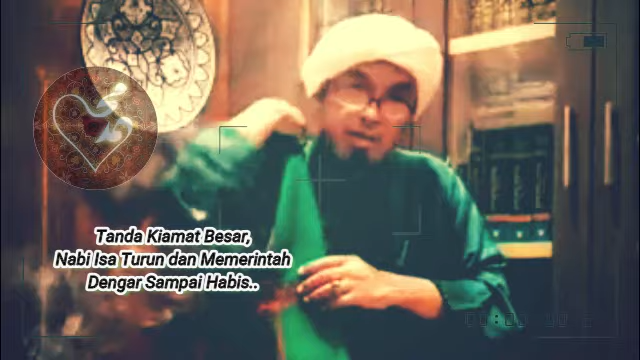 Tanda Kiamat Besar,
Nabi Isa Turun dan Memerintah
Dengar Sampai Habis..